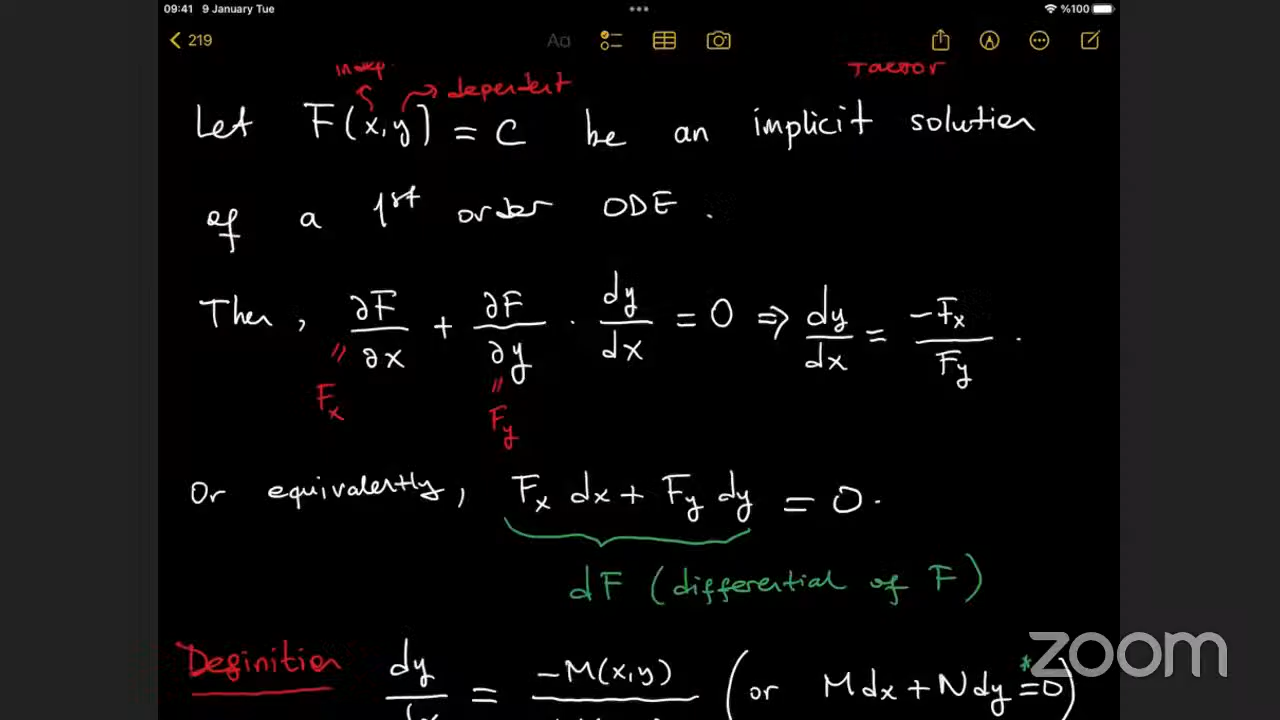 09:41 9 January Tue
%100
219
Aa
indep. dependent
Factor
Let F(x,y) = C be an implicit solution
of a 1st order ODE.
Then, ∂F/∂x + ∂F/∂y · dy/dx = 0 ⇒ dy/dx = -Fx/Fy .
" "
Fx Fy
Or equivalently, Fx dx + Fy dy = 0.
dF (differential of F)
Definition dy/dx = -M(x,y) (or Mdx + Ndy = 0)
*
zoom